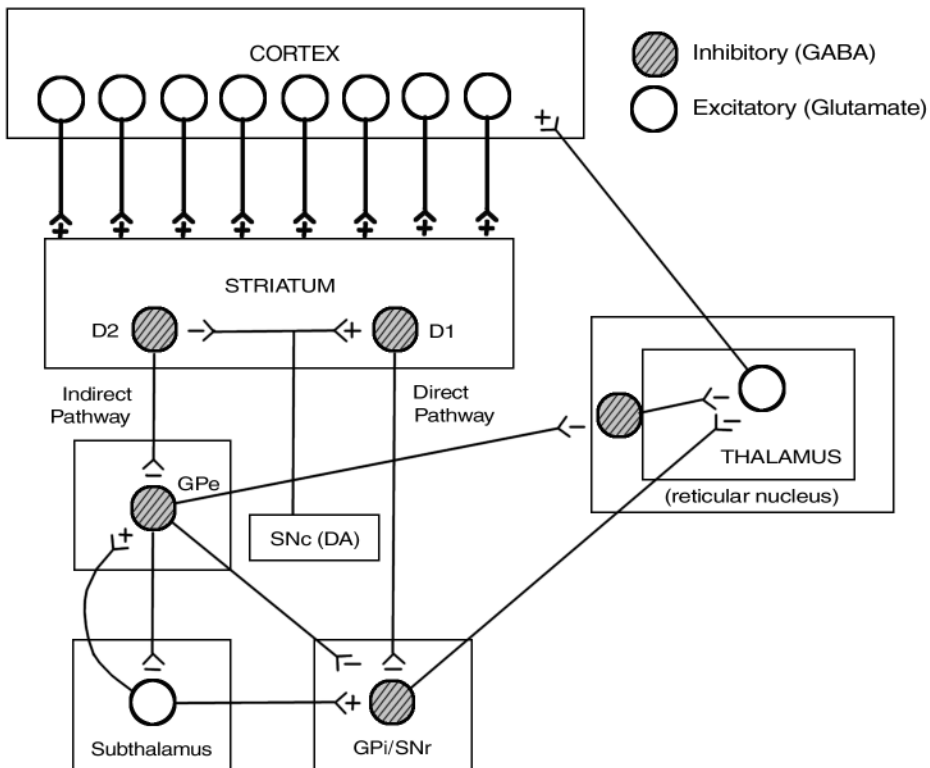 CORTEX
Inhibitory (GABA)
Excitatory (Glutamate)
+
+ + + + + + + +
STRIATUM
D2 − + D1
Indirect
Pathway
Direct
Pathway
−
−
−
THALAMUS
(reticular nucleus)
−
GPe
+
SNc (DA)
−
− −
+
Subthalamus
GPi/SNr